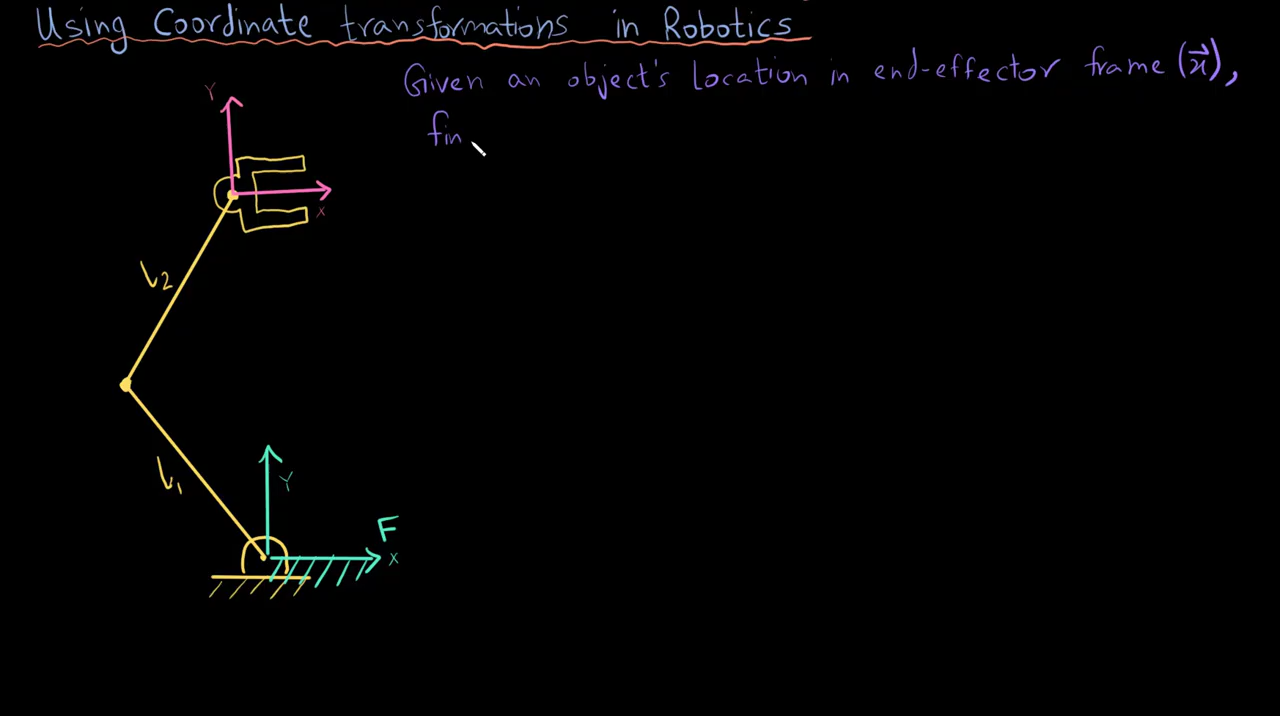 Using Coordinate transformations in Robotics
Given an object's location in end-effector frame (x⃗),
fin
Y
X
L2
L1
Y
F
X